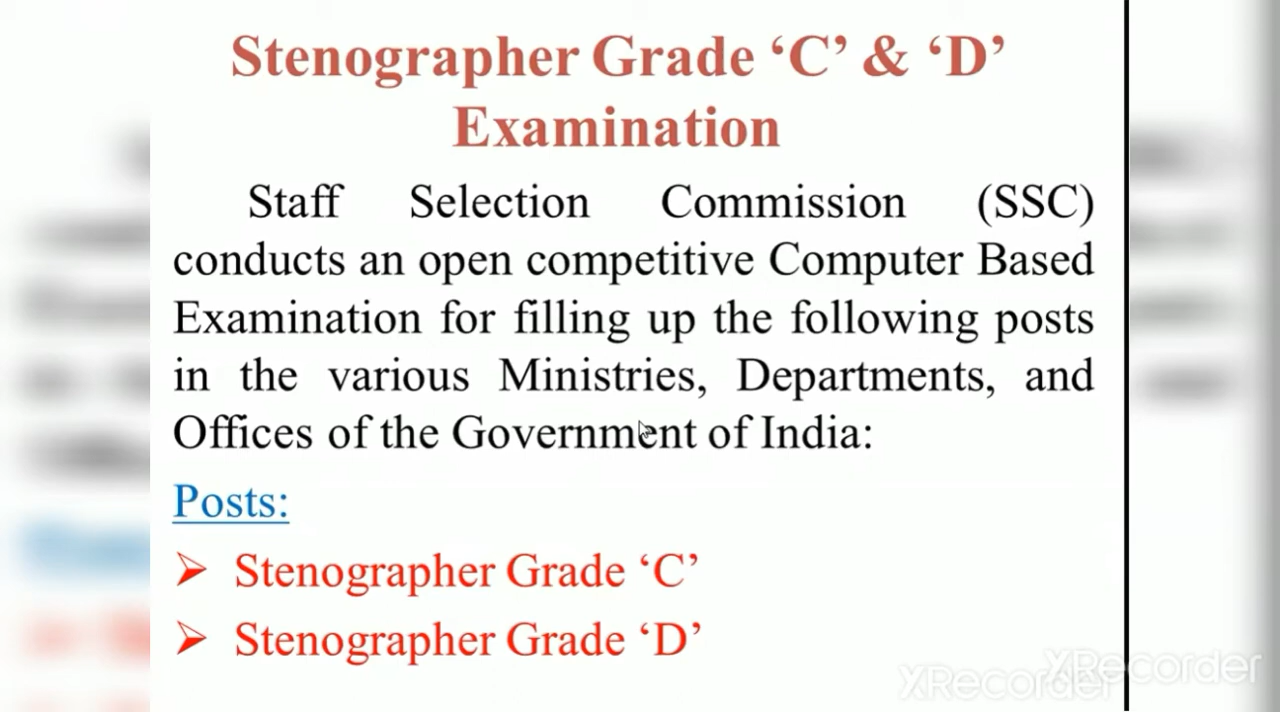 Stenographer Grade ‘C’ & ‘D’
Examination
Staff Selection Commission (SSC)
conducts an open competitive Computer Based
Examination for filling up the following posts
in the various Ministries, Departments, and
Offices of the Government of India:
Posts:
➢ Stenographer Grade ‘C’
➢ Stenographer Grade ‘D’
XRecorder
XRecorder